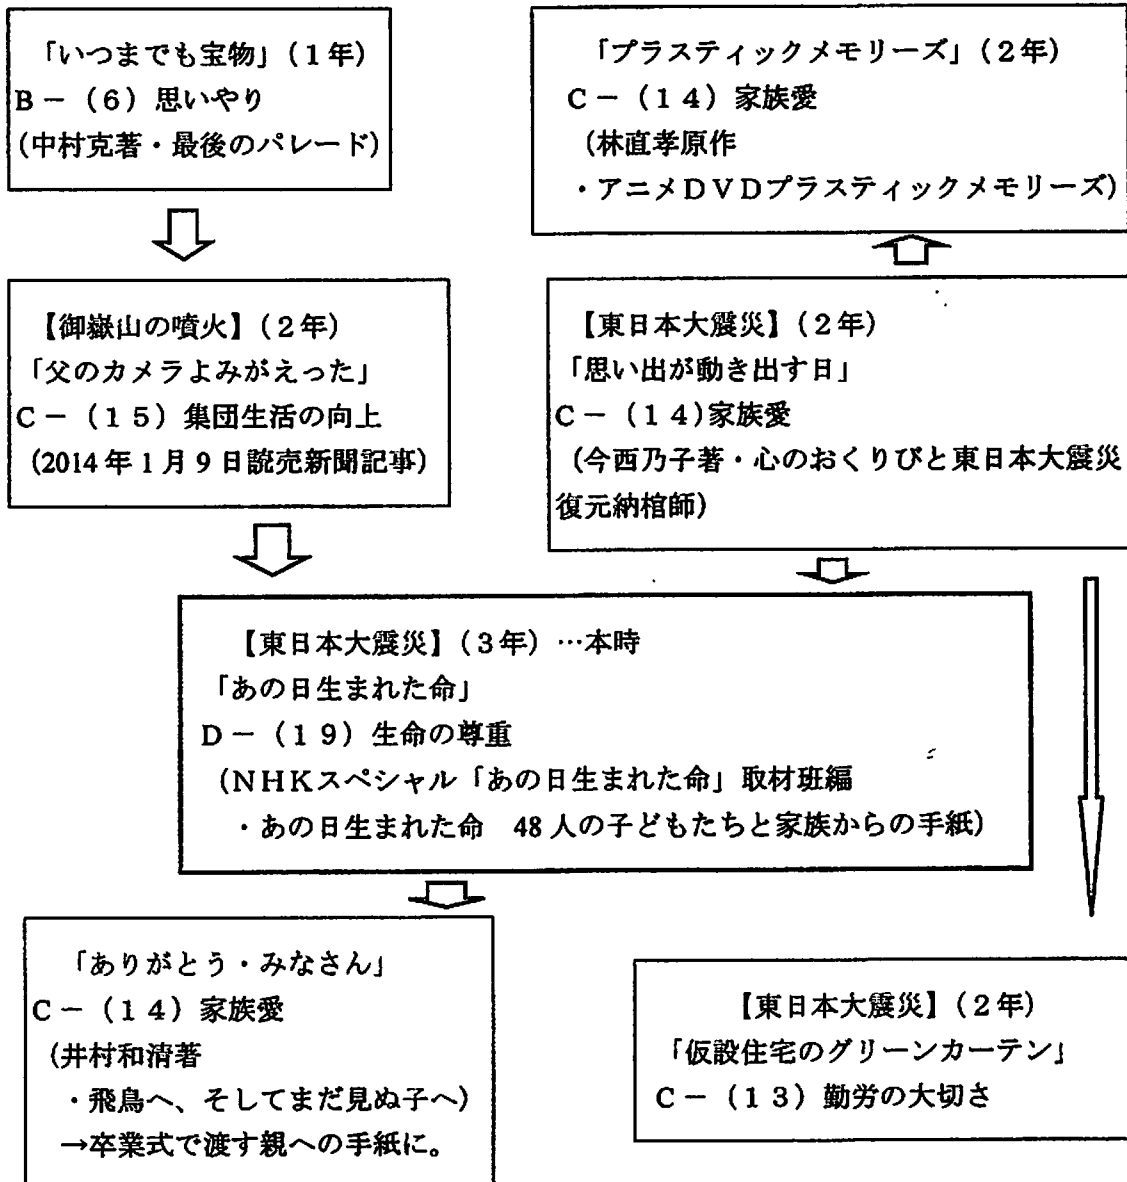 「いつまでも宝物」(1年)
B－(6)思いやり
(中村克著・最後のパレード)
「プラスティックメモリーズ」(2年)
C－(14)家族愛
(林直孝原作
・アニメDVDプラスティックメモリーズ)
【御嶽山の噴火】(2年)
「父のカメラよみがえった」
C－(15)集団生活の向上
(2014年1月9日読売新聞記事)
【東日本大震災】(2年)
「思い出が動き出す日」
C－(14)家族愛
(今西乃子著・心のおくりびと東日本大震災
復元納棺師)
【東日本大震災】(3年)…本時
「あの日生まれた命」
D－(19)生命の尊重
(NHKスペシャル「あの日生まれた命」取材班編
・あの日生まれた命　48人の子どもたちと家族からの手紙)
「ありがとう・みなさん」
C－(14)家族愛
(井村和清著
・飛鳥へ、そしてまだ見ぬ子へ)
→卒業式で渡す親への手紙に。
【東日本大震災】(2年)
「仮設住宅のグリーンカーテン」
C－(13)勤労の大切さ